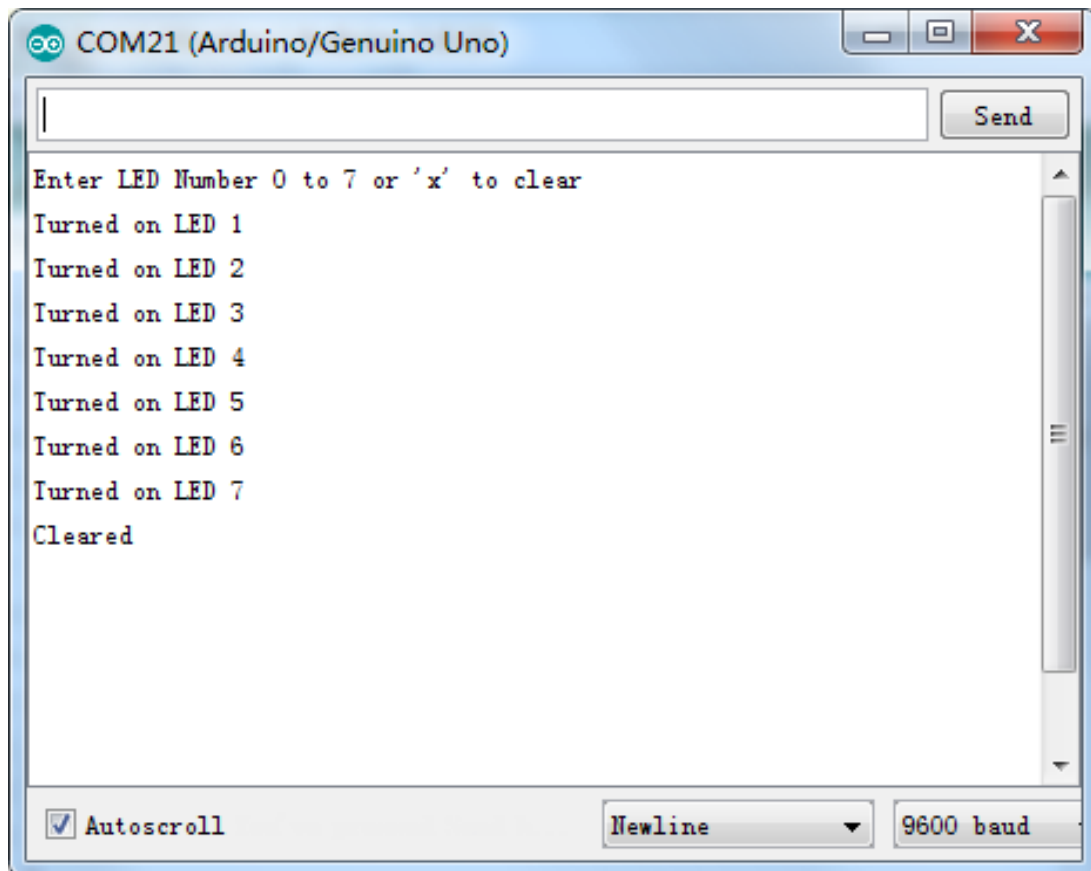 COM21 (Arduino/Genuino Uno)
Send
Enter LED Number 0 to 7 or 'x' to clear
Turned on LED 1
Turned on LED 2
Turned on LED 3
Turned on LED 4
Turned on LED 5
Turned on LED 6
Turned on LED 7
Cleared
Autoscroll
Newline
9600 baud